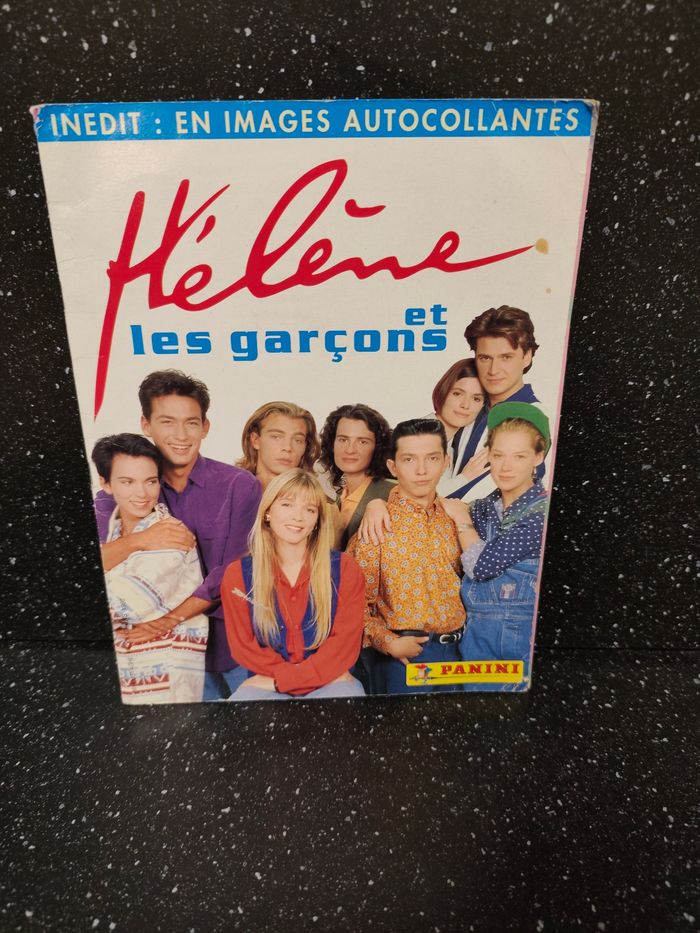 INEDIT : EN IMAGES AUTOCOLLANTES
Hélène
et
les garçons
PANINI